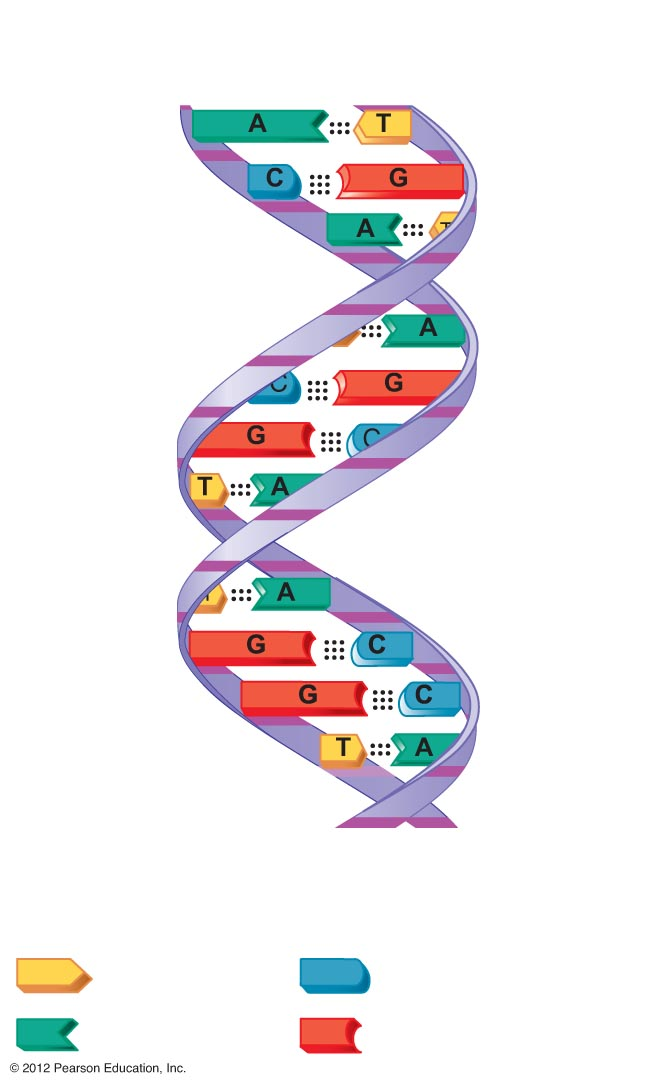 A T
C G
A T
A
C G
G C
T A
T A
G C
G C
T A
© 2012 Pearson Education, Inc.